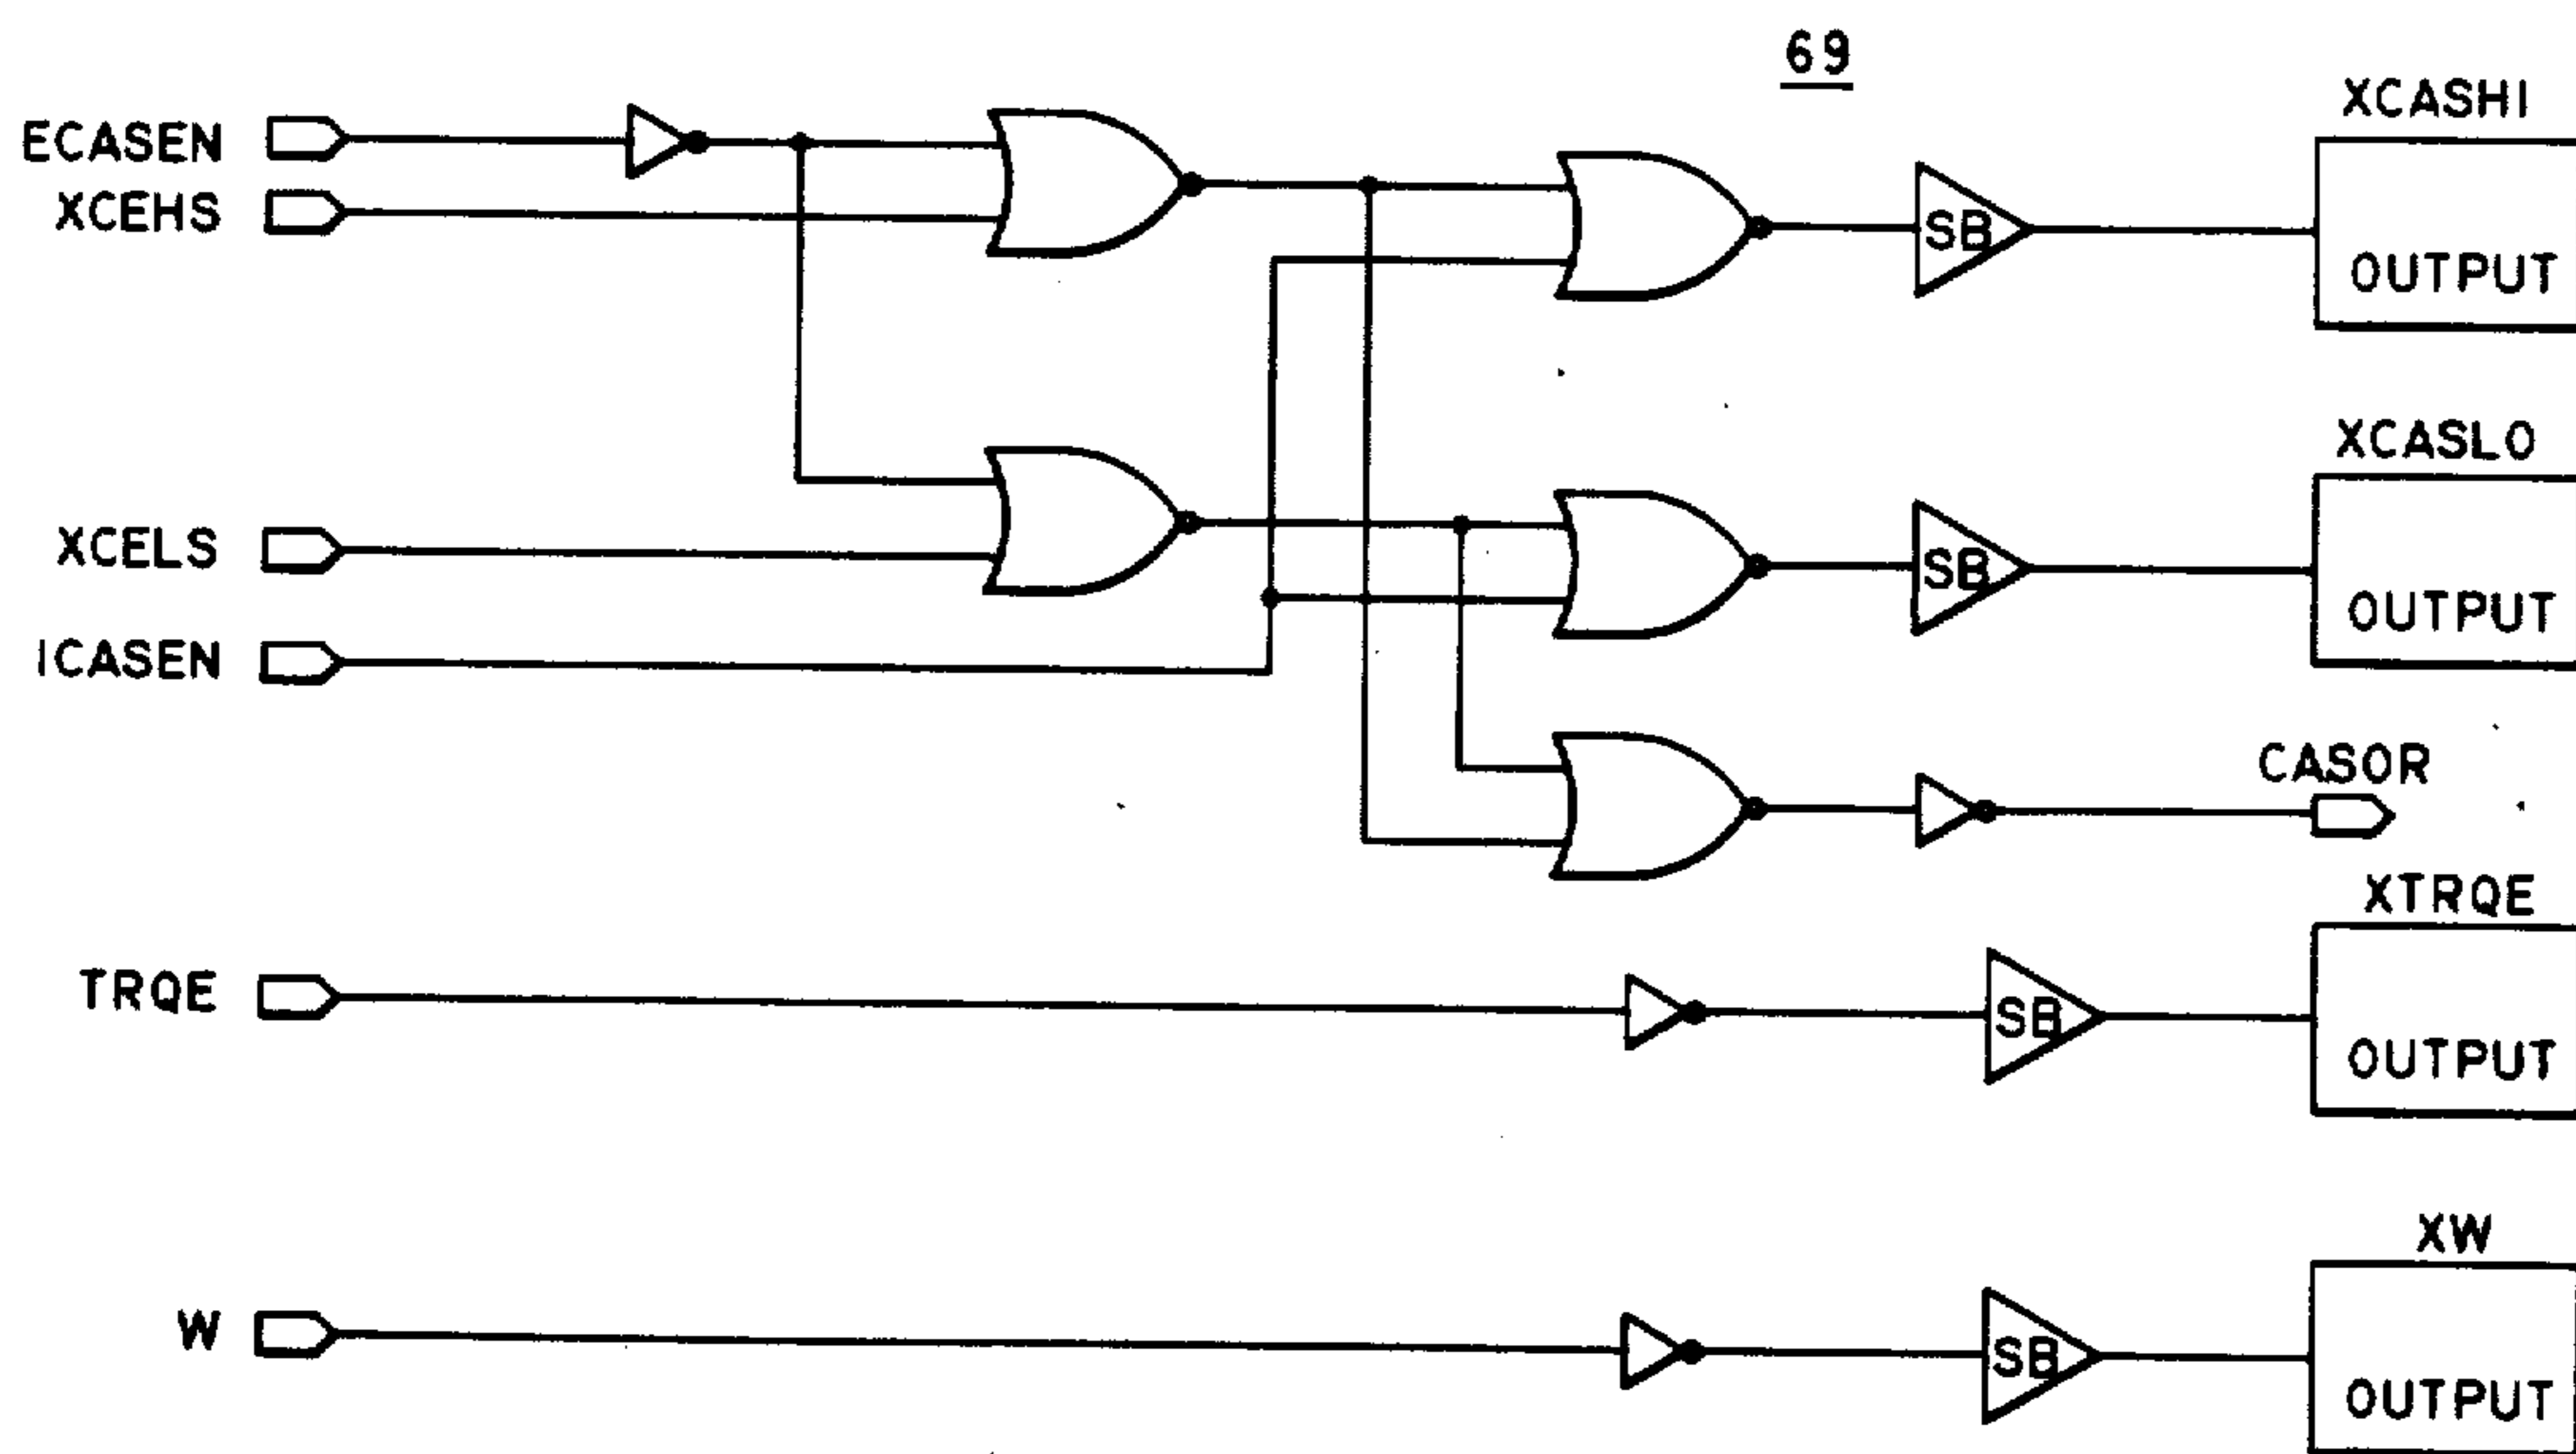 69
ECASEN
XCEHS
XCELS
ICASEN
TRQE
W
SB
SB
SB
SB
XCASHI
OUTPUT
XCASLO
OUTPUT
CASOR
XTRQE
OUTPUT
XW
OUTPUT